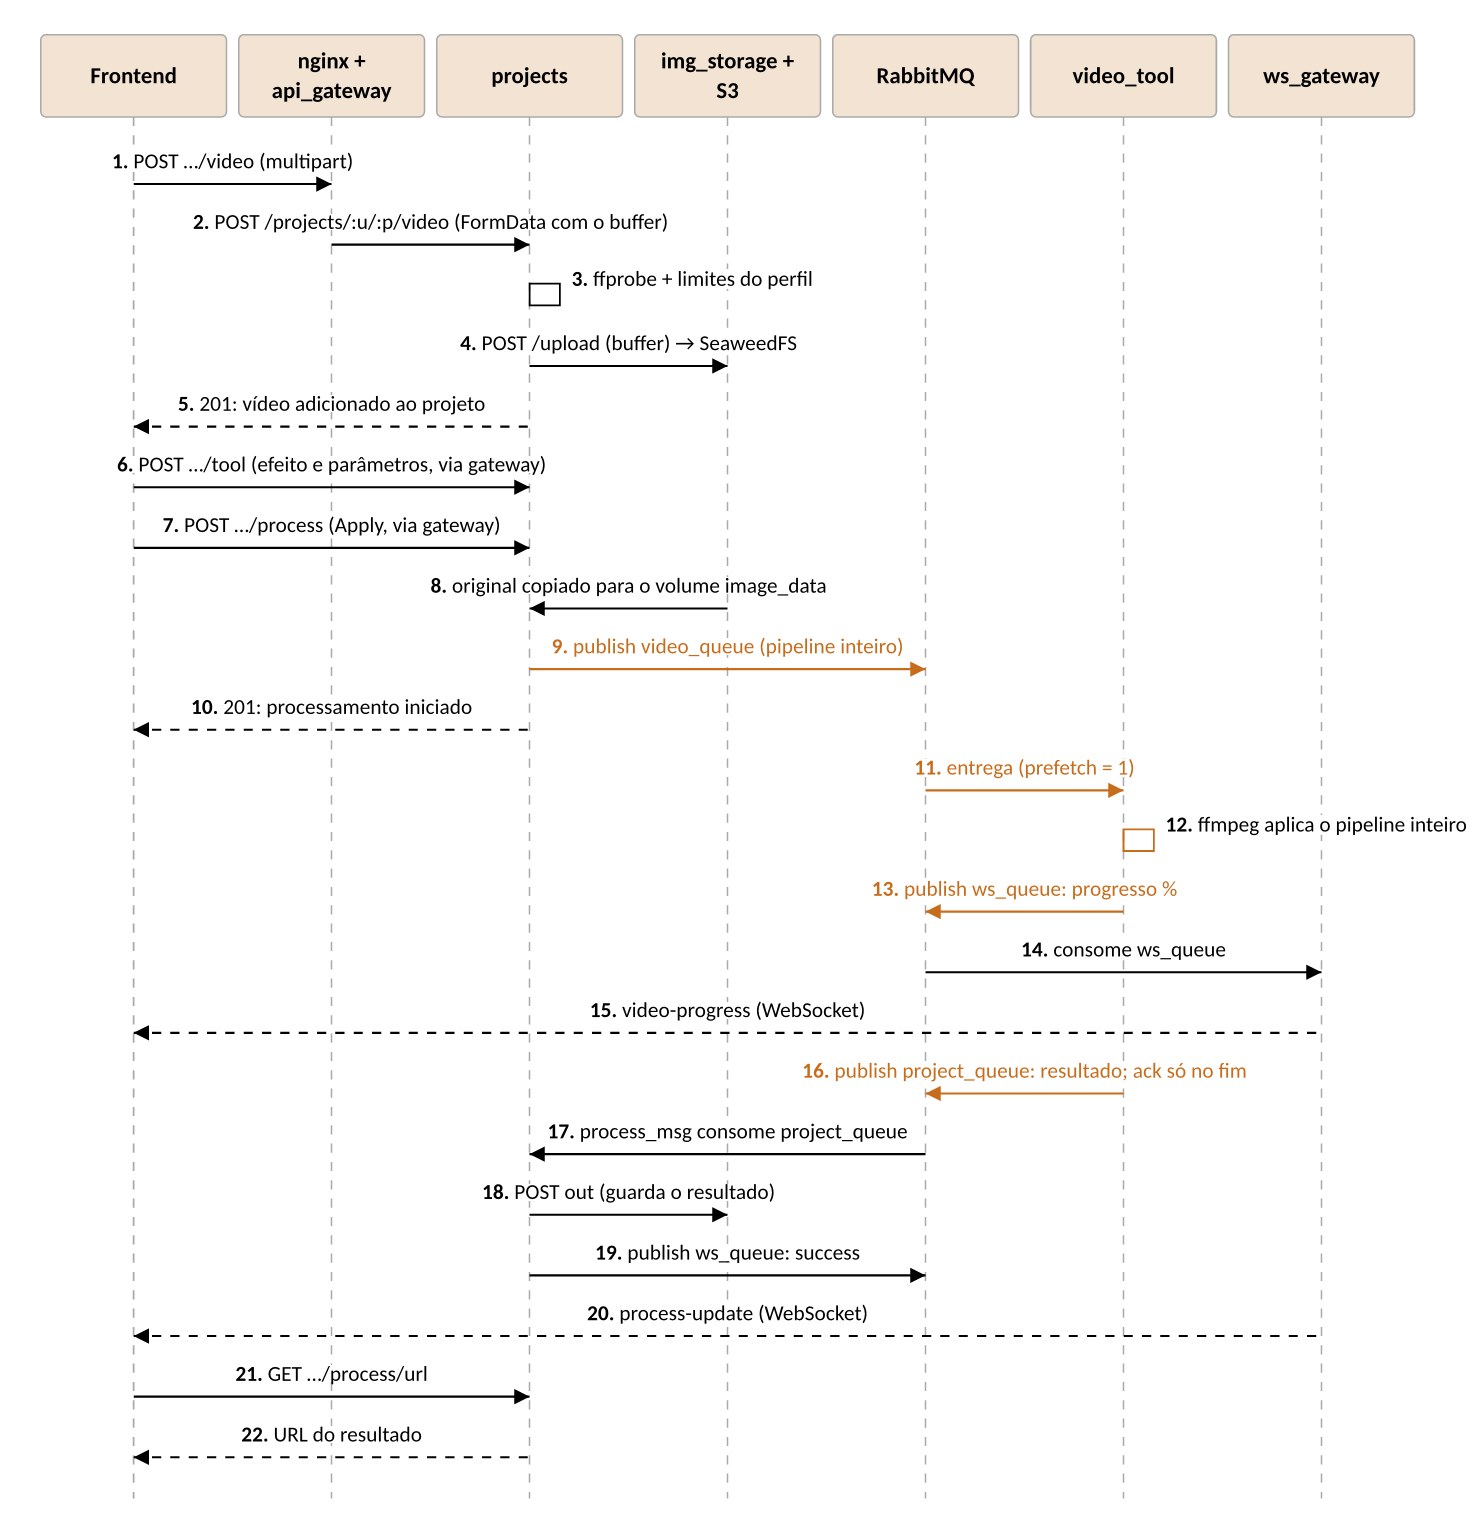 Frontend
nginx +
api_gateway
projects
img_storage +
S3
RabbitMQ
video_tool
ws_gateway
1. POST .../video (multipart)
2. POST /projects/:u/:p/video (FormData com o buffer)
3. ffprobe + limites do perfil
4. POST /upload (buffer) → SeaweedFS
5. 201: vídeo adicionado ao projeto
6. POST .../tool (efeito e parâmetros, via gateway)
7. POST .../process (Apply, via gateway)
8. original copiado para o volume image_data
9. publish video_queue (pipeline inteiro)
10. 201: processamento iniciado
11. entrega (prefetch = 1)
12. ffmpeg aplica o pipeline inteiro
13. publish ws_queue: progresso %
14. consome ws_queue
15. video-progress (WebSocket)
16. publish project_queue: resultado; ack só no fim
17. process_msg consome project_queue
18. POST out (guarda o resultado)
19. publish ws_queue: success
20. process-update (WebSocket)
21. GET .../process/url
22. URL do resultado